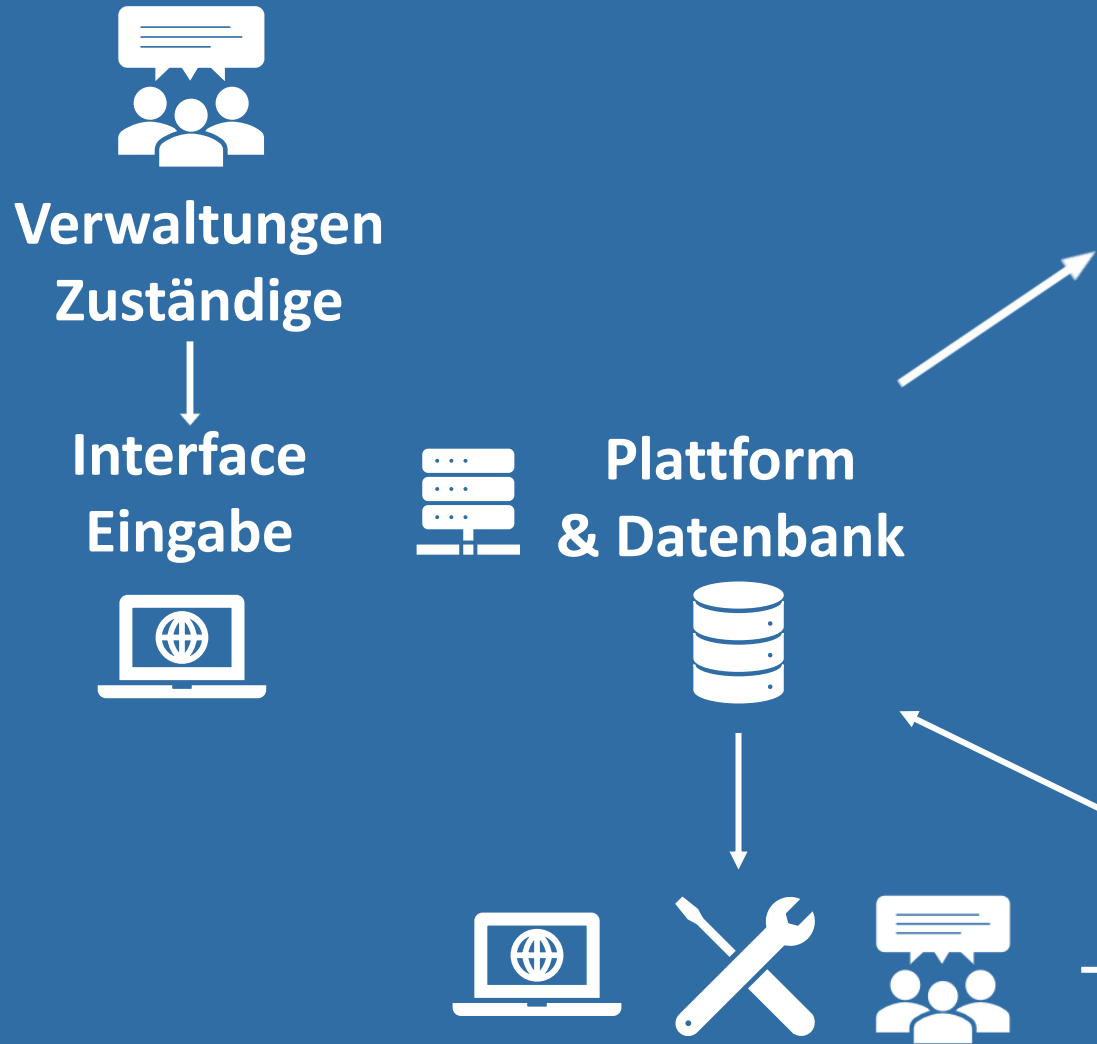 Verwaltungen
Zuständige
Interface
Eingabe
Plattform
& Datenbank